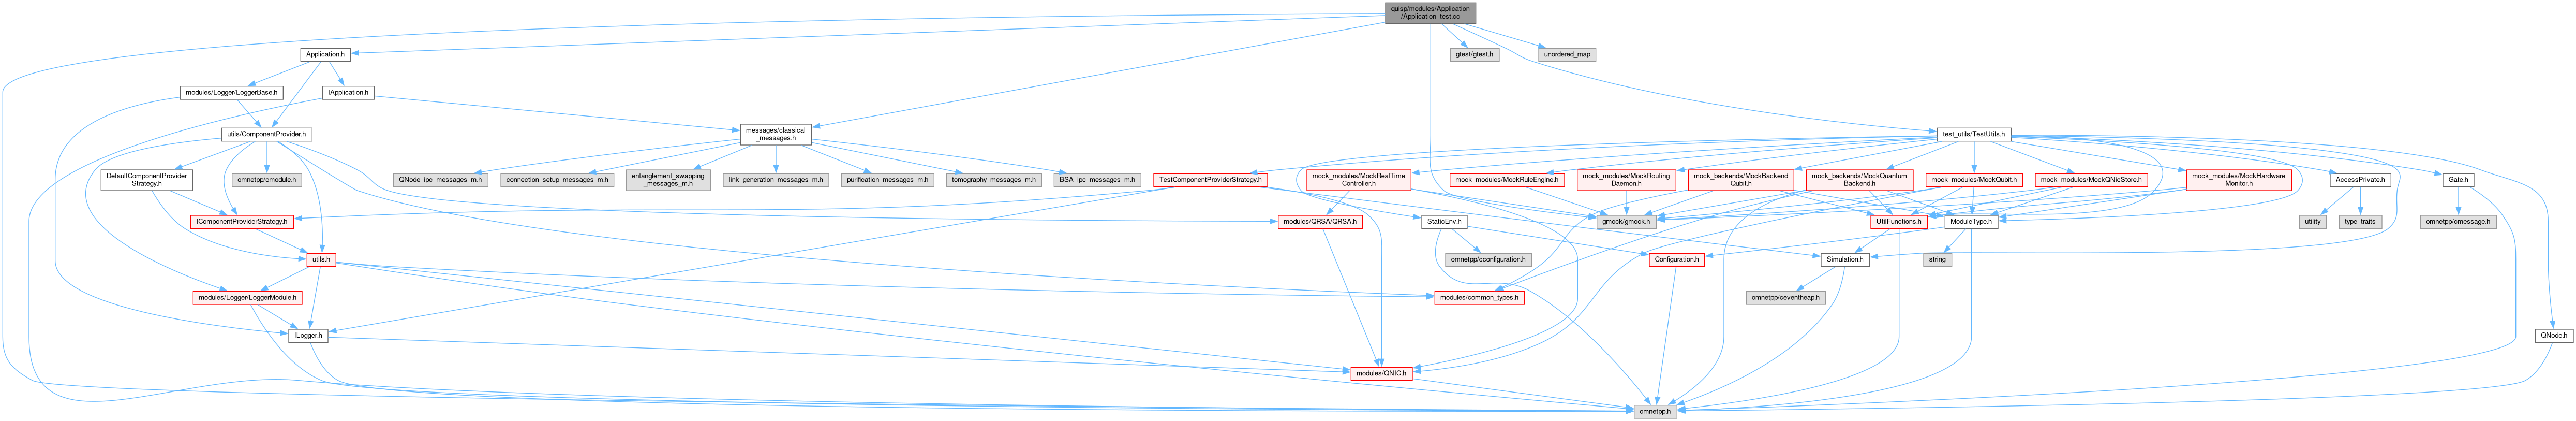 quisp/modules/Application
/Application_test.cc
Application.h
gtest/gtest.h
unordered_map
modules/Logger/LoggerBase.h
IApplication.h
utils/ComponentProvider.h
messages/classical
_messages.h
test_utils/TestUtils.h
DefaultComponentProvider
Strategy.h
omnetpp/cmodule.h
QNode_ipc_messages_m.h
connection_setup_messages_m.h
entanglement_swapping
_messages_m.h
link_generation_messages_m.h
purification_messages_m.h
tomography_messages_m.h
BSA_ipc_messages_m.h
TestComponentProviderStrategy.h
mock_modules/MockRealTime
Controller.h
mock_modules/MockRuleEngine.h
mock_modules/MockRouting
Daemon.h
mock_backends/MockBackend
Qubit.h
mock_backends/MockQuantum
Backend.h
mock_modules/MockQubit.h
mock_modules/MockQNicStore.h
mock_modules/MockHardware
Monitor.h
AccessPrivate.h
Gate.h
IComponentProviderStrategy.h
modules/QRSA/QRSA.h
StaticEnv.h
gmock/gmock.h
UtilFunctions.h
ModuleType.h
utility
type_traits
omnetpp/cmessage.h
utils.h
omnetpp/cconfiguration.h
Configuration.h
Simulation.h
string
modules/Logger/LoggerModule.h
modules/common_types.h
omnetpp/ceventheap.h
ILogger.h
QNode.h
modules/QNIC.h
omnetpp.h